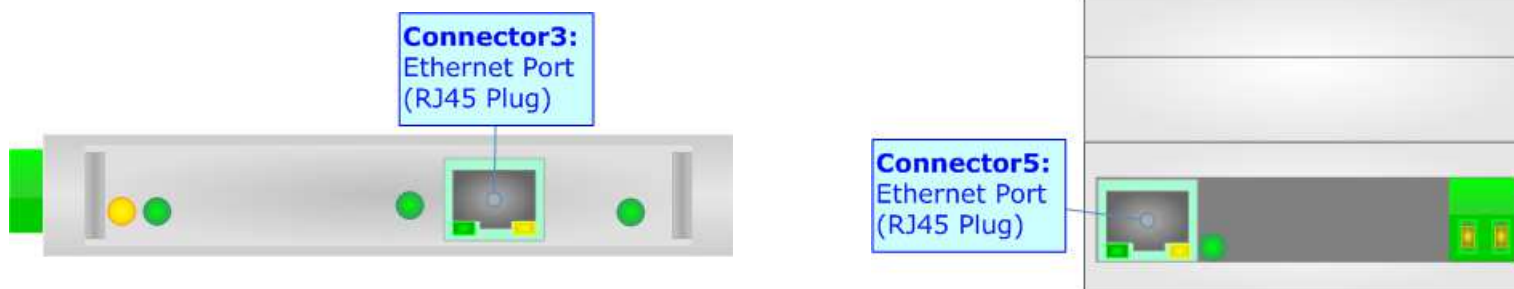 Connector3:
Ethernet Port
(RJ45 Plug)
Connector5:
Ethernet Port
(RJ45 Plug)